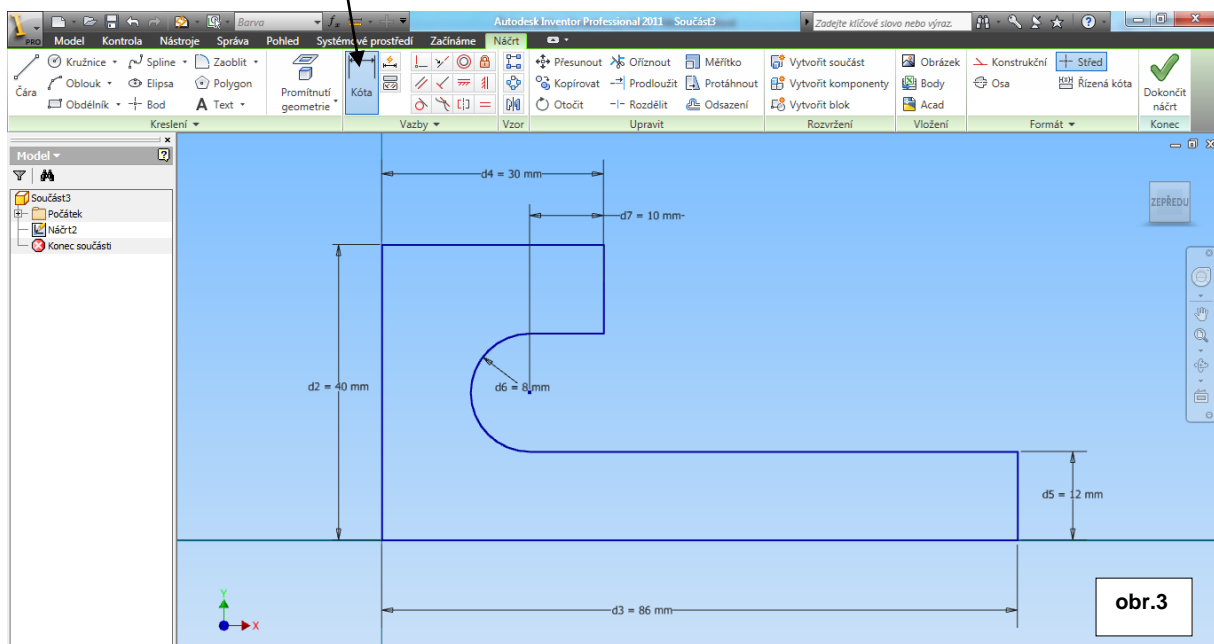 Barva
Autodesk Inventor Professional 2011 Součást3
Zadejte klíčové slovo nebo výraz.
PRO Model Kontrola Nástroje Správa Pohled Systémové prostředí Začínáme Náčrt
Čára
Kružnice Spline Zaoblit
Oblouk Elipsa Polygon
Obdélník Bod A Text
Promítnutí
geometrie
Kóta
Přesunout Oříznout Měřítko
Kopírovat Prodloužit Protáhnout
Otočit Rozdělit Odsazení
Vytvořit součást
Vytvořit komponenty
Vytvořit blok
Obrázek
Body
Acad
Konstrukční Střed
Osa Řízená kóta
Dokončit
náčrt
Kreslení Vazby Vzor Upravit Rozvržení Vložení Formát Konec
Model
Součást3
Počátek
Náčrt2
Konec součásti
ZEPŘEDU
d4 = 30 mm
d7 = 10 mm
d2 = 40 mm
d6 = 8 mm
d5 = 12 mm
d3 = 86 mm
Y
X
obr.3